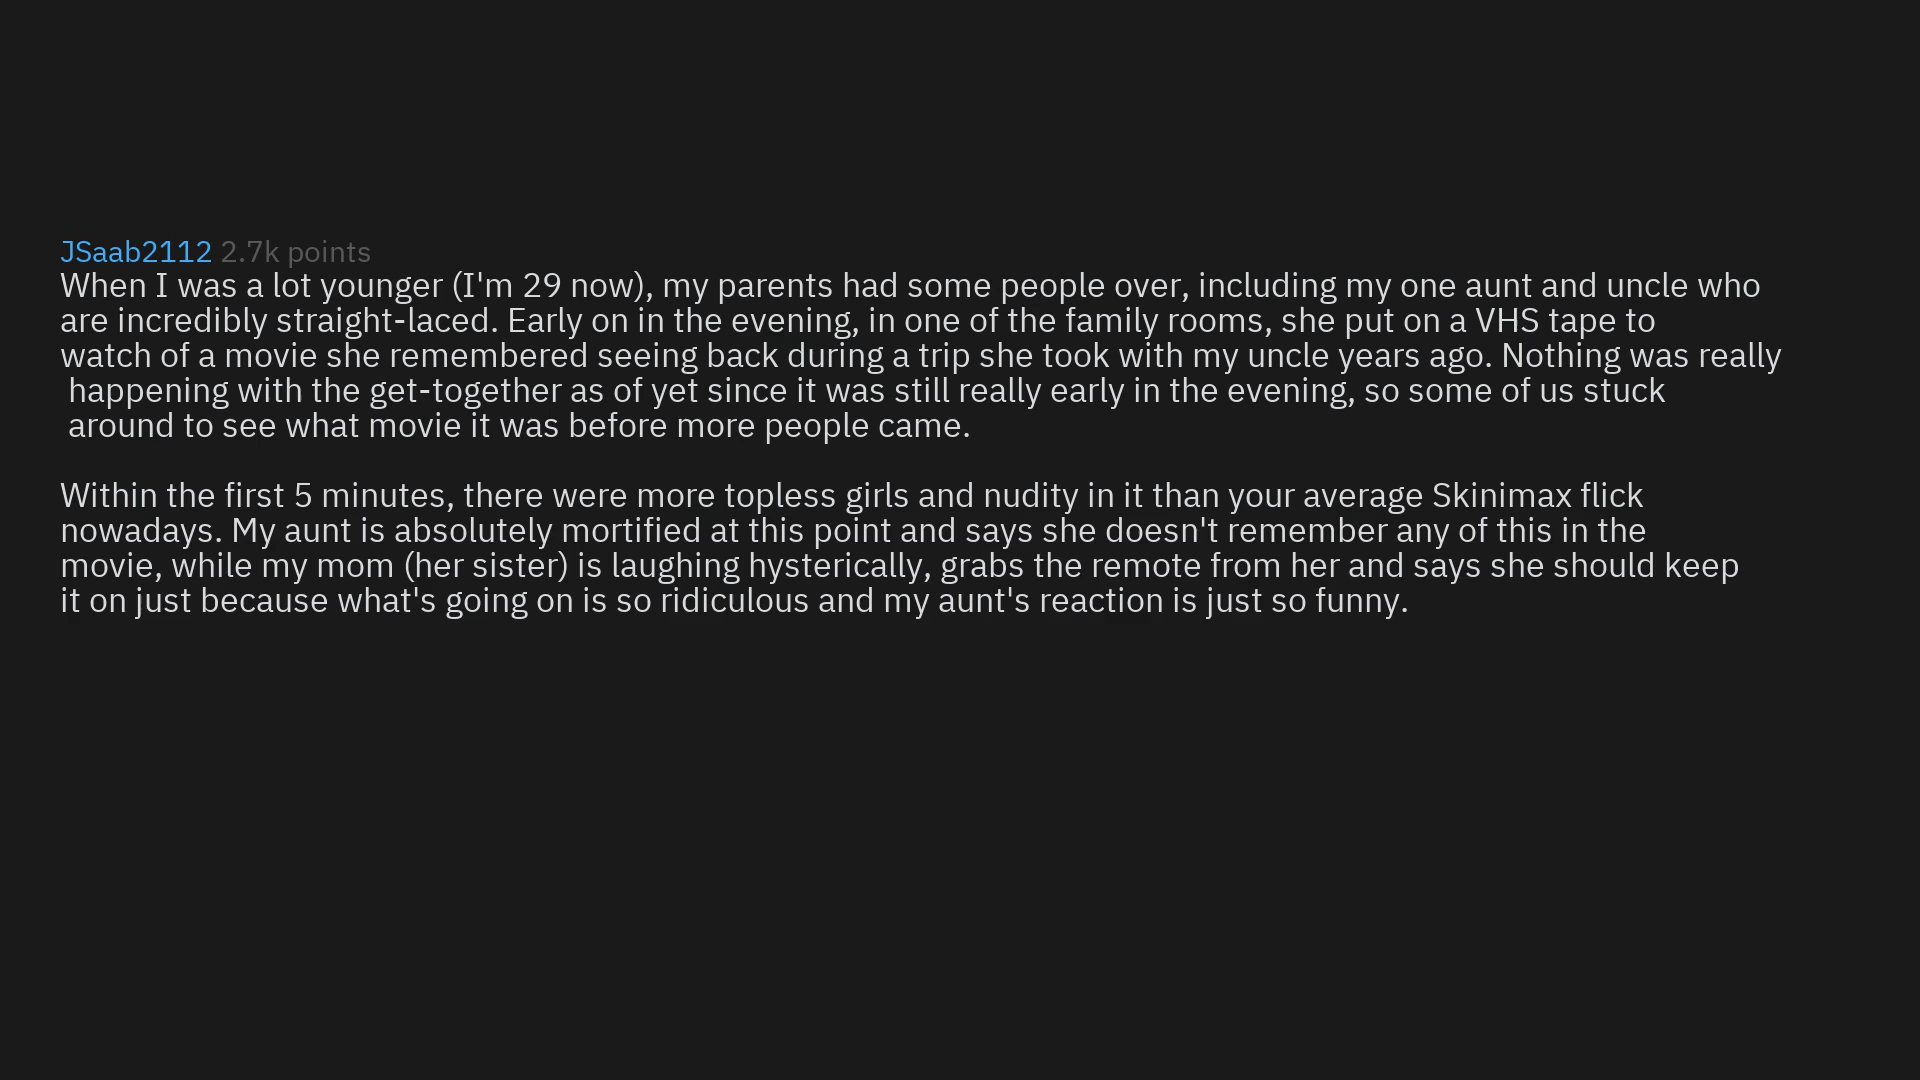 JSaab2112 2.7k points
When I was a lot younger (I'm 29 now), my parents had some people over, including my one aunt and uncle who
are incredibly straight-laced. Early on in the evening, in one of the family rooms, she put on a VHS tape to
watch of a movie she remembered seeing back during a trip she took with my uncle years ago. Nothing was really
happening with the get-together as of yet since it was still really early in the evening, so some of us stuck
around to see what movie it was before more people came.
Within the first 5 minutes, there were more topless girls and nudity in it than your average Skinimax flick
nowadays. My aunt is absolutely mortified at this point and says she doesn't remember any of this in the
movie, while my mom (her sister) is laughing hysterically, grabs the remote from her and says she should keep
it on just because what's going on is so ridiculous and my aunt's reaction is just so funny.